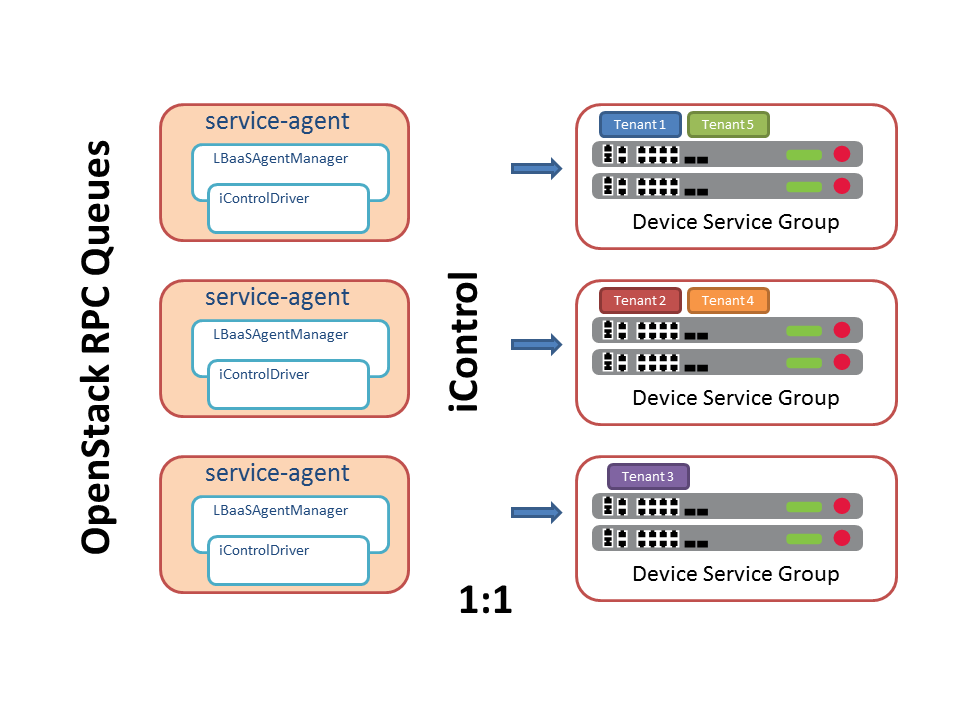 OpenStack RPC Queues
service-agent
LBaaSAgentManager
iControlDriver
service-agent
LBaaSAgentManager
iControlDriver
service-agent
LBaaSAgentManager
iControlDriver
iControl
1:1
Tenant 1
Tenant 5
Device Service Group
Tenant 2
Tenant 4
Device Service Group
Tenant 3
Device Service Group